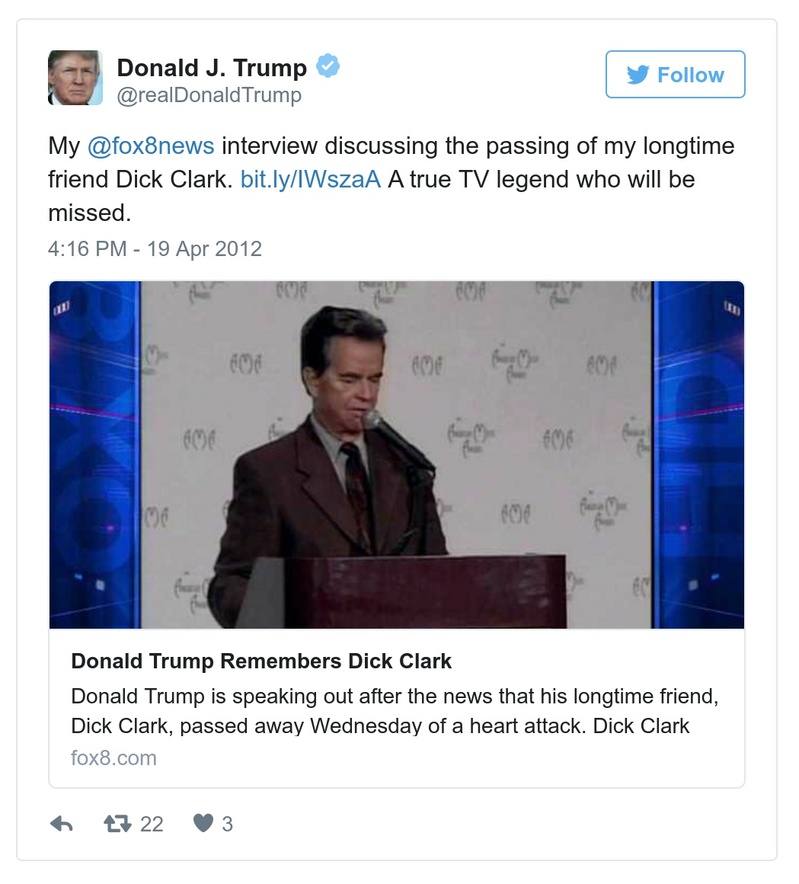 Donald J. Trump
@realDonaldTrump
Follow
My @fox8news interview discussing the passing of my longtime
friend Dick Clark. bit.ly/IWszaA A true TV legend who will be
missed.
4:16 PM - 19 Apr 2012
Donald Trump Remembers Dick Clark
Donald Trump is speaking out after the news that his longtime friend,
Dick Clark, passed away Wednesday of a heart attack. Dick Clark
fox8.com
22
3